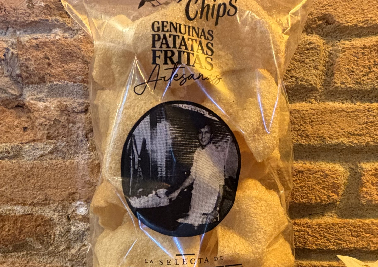 Chips
GENUINAS
PATATAS
FRITAS
Artesanas
LA SELECTA DE